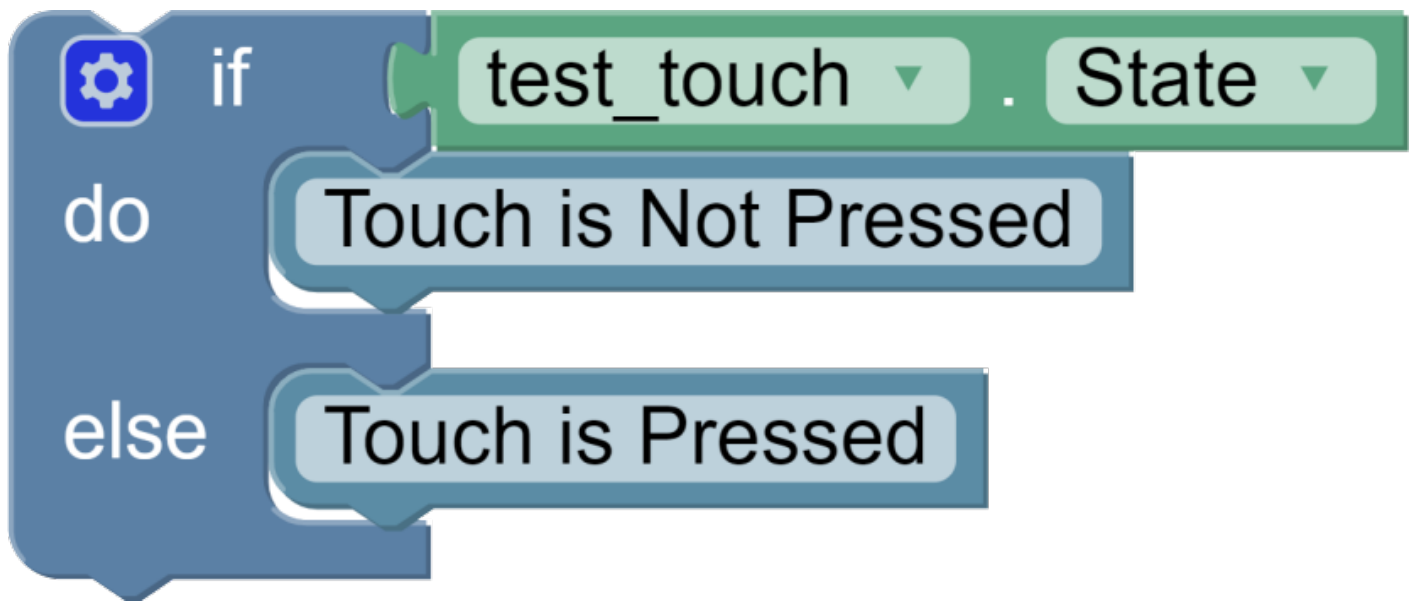 if test_touch . State
do Touch is Not Pressed
else Touch is Pressed